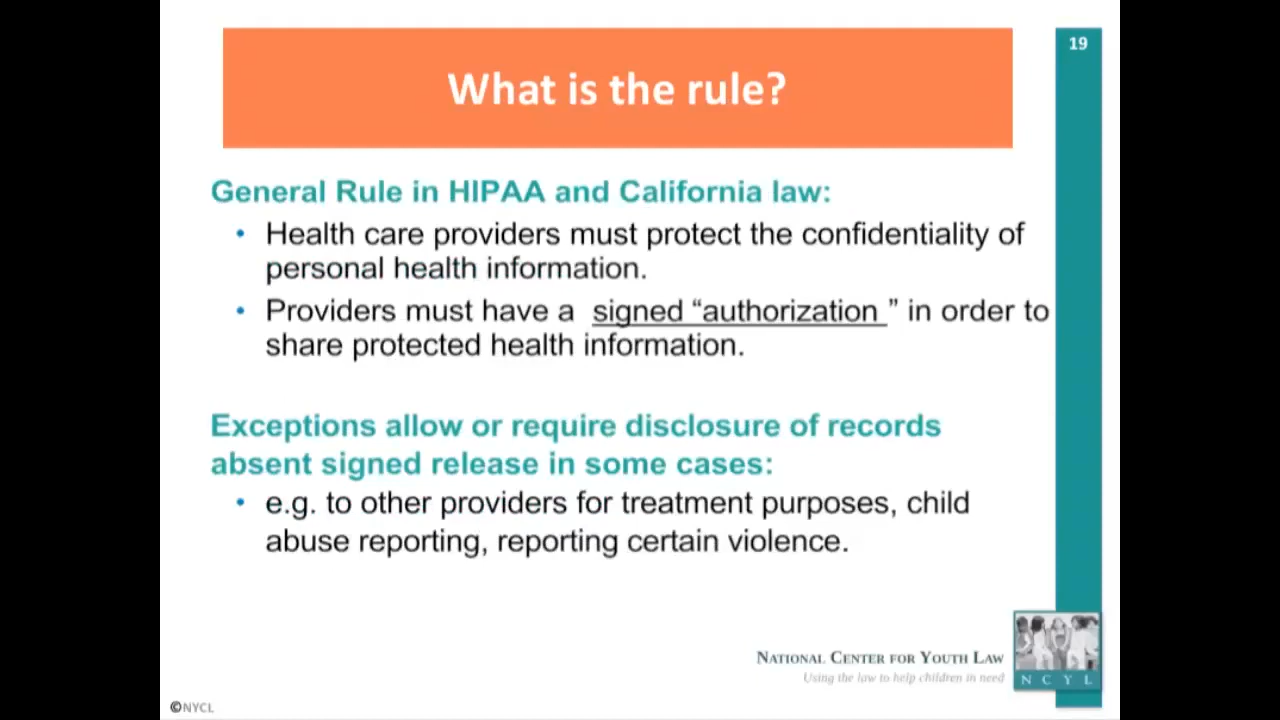 19
What is the rule?
General Rule in HIPAA and California law:
• Health care providers must protect the confidentiality of
personal health information.
• Providers must have a signed “authorization ” in order to
share protected health information.
Exceptions allow or require disclosure of records
absent signed release in some cases:
• e.g. to other providers for treatment purposes, child
abuse reporting, reporting certain violence.
NATIONAL CENTER FOR YOUTH LAW
Using the law to help children in need
N C Y L
©NYCL